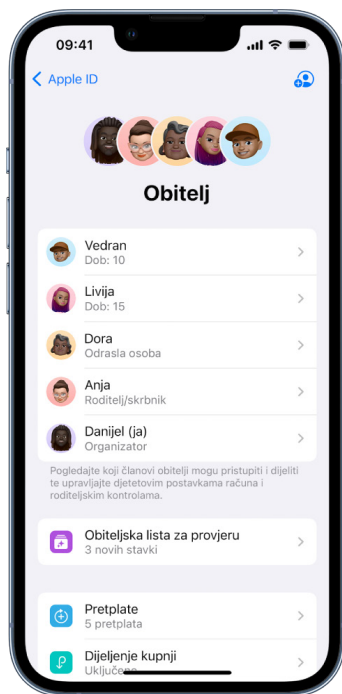 09:41
Apple ID
Obitelj
Vedran
Dob: 10
Livija
Dob: 15
Dora
Odrasla osoba
Anja
Roditelj/skrbnik
Danijel (ja)
Organizator
Pogledajte koji članovi obitelji mogu pristupiti i dijeliti
te upravljajte djetetovim postavkama računa i
roditeljskim kontrolama.
Obiteljska lista za provjeru
3 novih stavki
Pretplate
5 pretplata
Dijeljenje kupnji
Uključeno